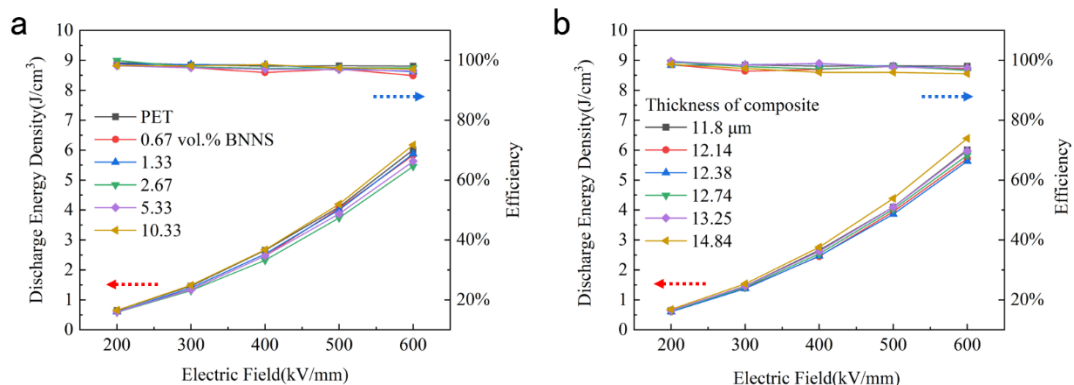 a
10
9
8
7
6
5
4
3
2
1
0
Discharge Energy Density(J/cm³)
PET
0.67 vol.% BNNS
1.33
2.67
5.33
10.33
100%
80%
60%
40%
20%
Efficiency
200 300 400 500 600
Electric Field(kV/mm)
b
10
9
8
7
6
5
4
3
2
1
0
Discharge Energy Density(J/cm³)
Thickness of composite
11.8 μm
12.14
12.38
12.74
13.25
14.84
100%
80%
60%
40%
20%
Efficiency
200 300 400 500 600
Electric Field(kV/mm)